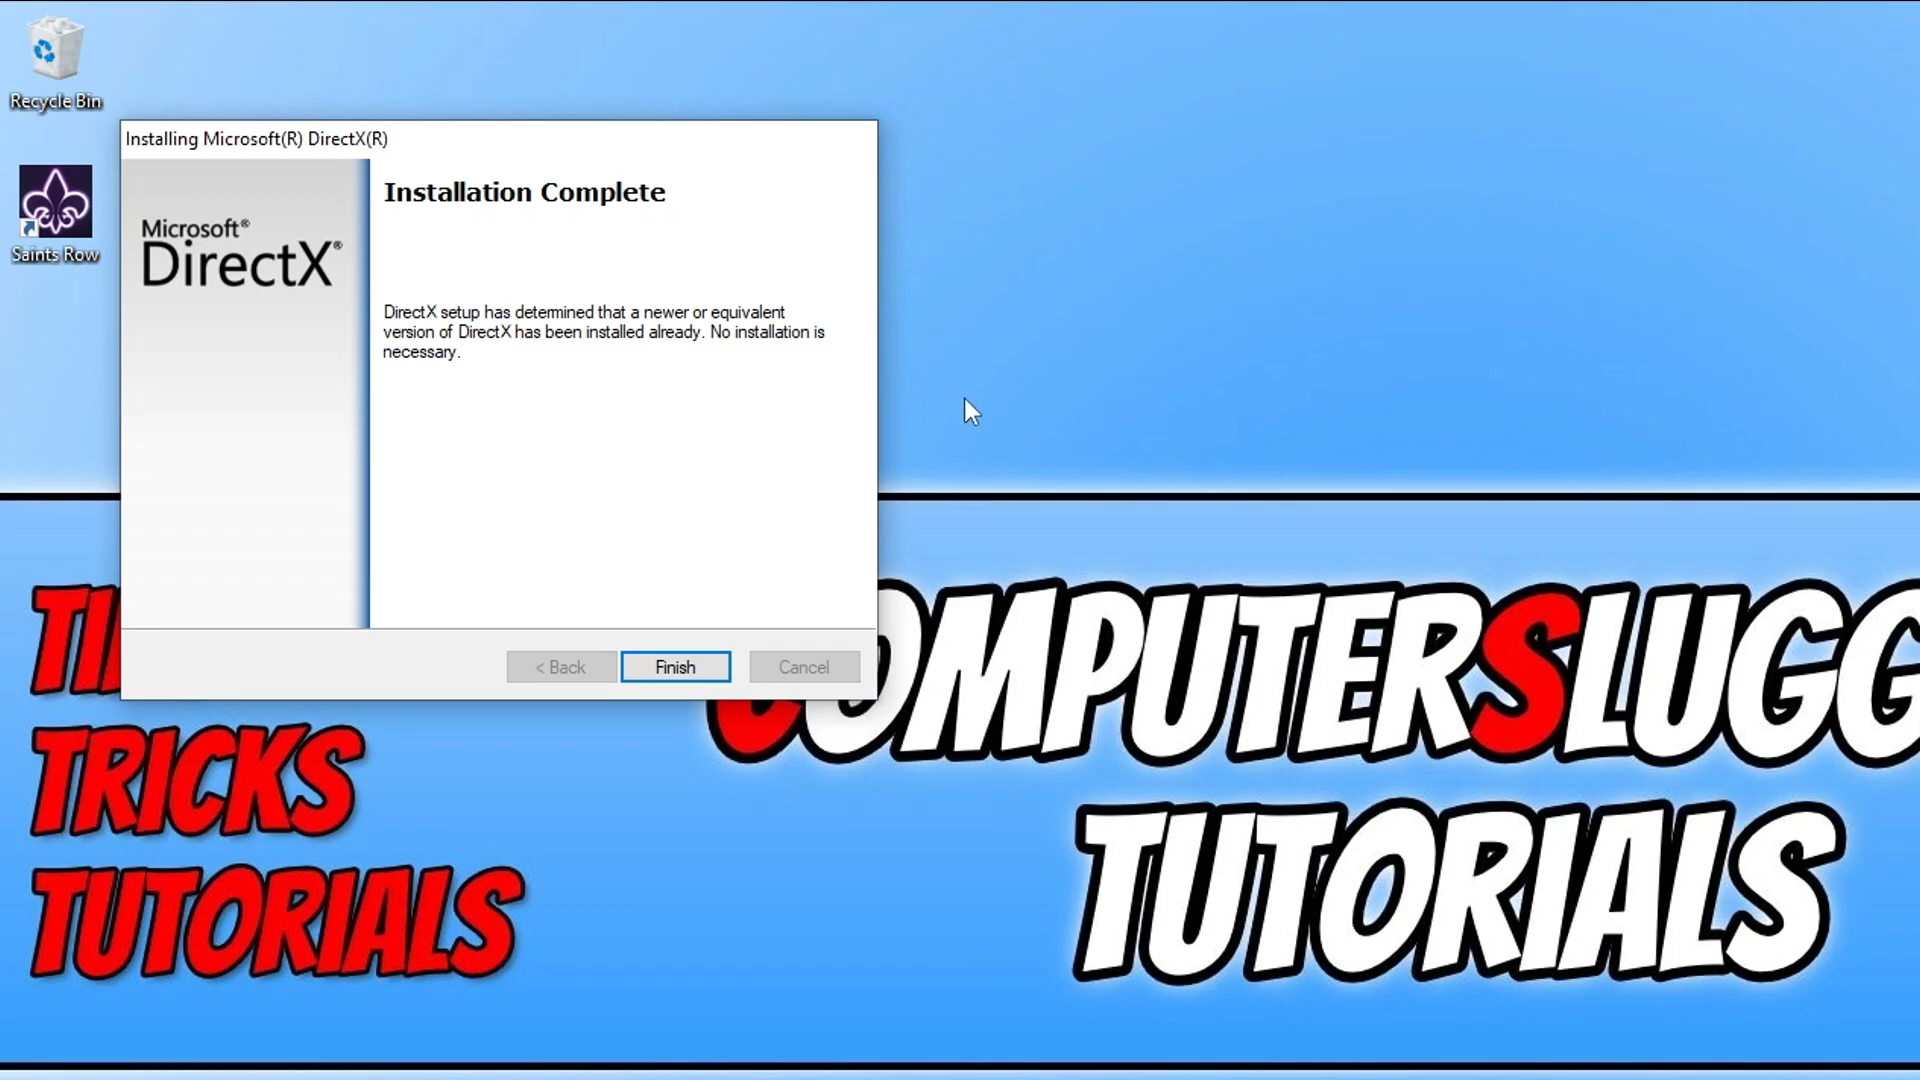 Recycle Bin
Saints Row
Installing Microsoft(R) DirectX(R)
Microsoft®
DirectX®
Installation Complete
DirectX setup has determined that a newer or equivalent
version of DirectX has been installed already. No installation is
necessary.
< Back
Finish
Cancel
TRICKS
TUTORIALS
COMPUTERSLUGG
TUTORIALS